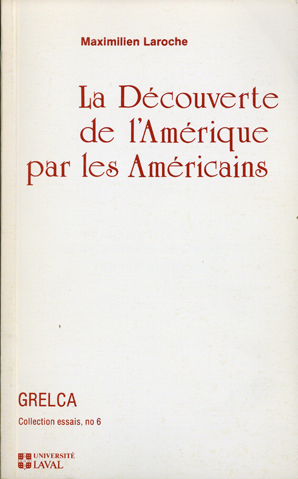 Maximilien Laroche
La Découverte
de l'Amérique
par les Américains
GRELCA
Collection essais, no 6
UNIVERSITÉ
LAVAL